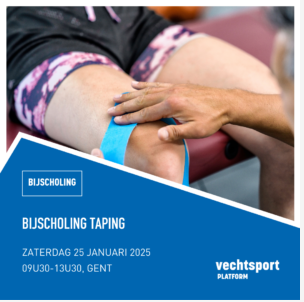 BIJSCHOLING
BIJSCHOLING TAPING
ZATERDAG 25 JANUARI 2025
09U30-13U30, GENT
vechtsport
PLATFORM